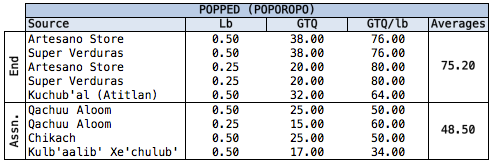 POPPED (POPOROPO)
Source Lb GTQ GTQ/lb Averages
End
Artesano Store 0.50 38.00 76.00
Super Verduras 0.50 38.00 76.00
Artesano Store 0.25 20.00 80.00
Super Verduras 0.25 20.00 80.00
Kuchub'al (Atitlan) 0.50 32.00 64.00
75.20
Assn.
Qachuu Aloom 0.50 25.00 50.00
Qachuu Aloom 0.25 15.00 60.00
Chikach 0.50 25.00 50.00
Kulb'aalib' Xe'chulub' 0.50 17.00 34.00
48.50